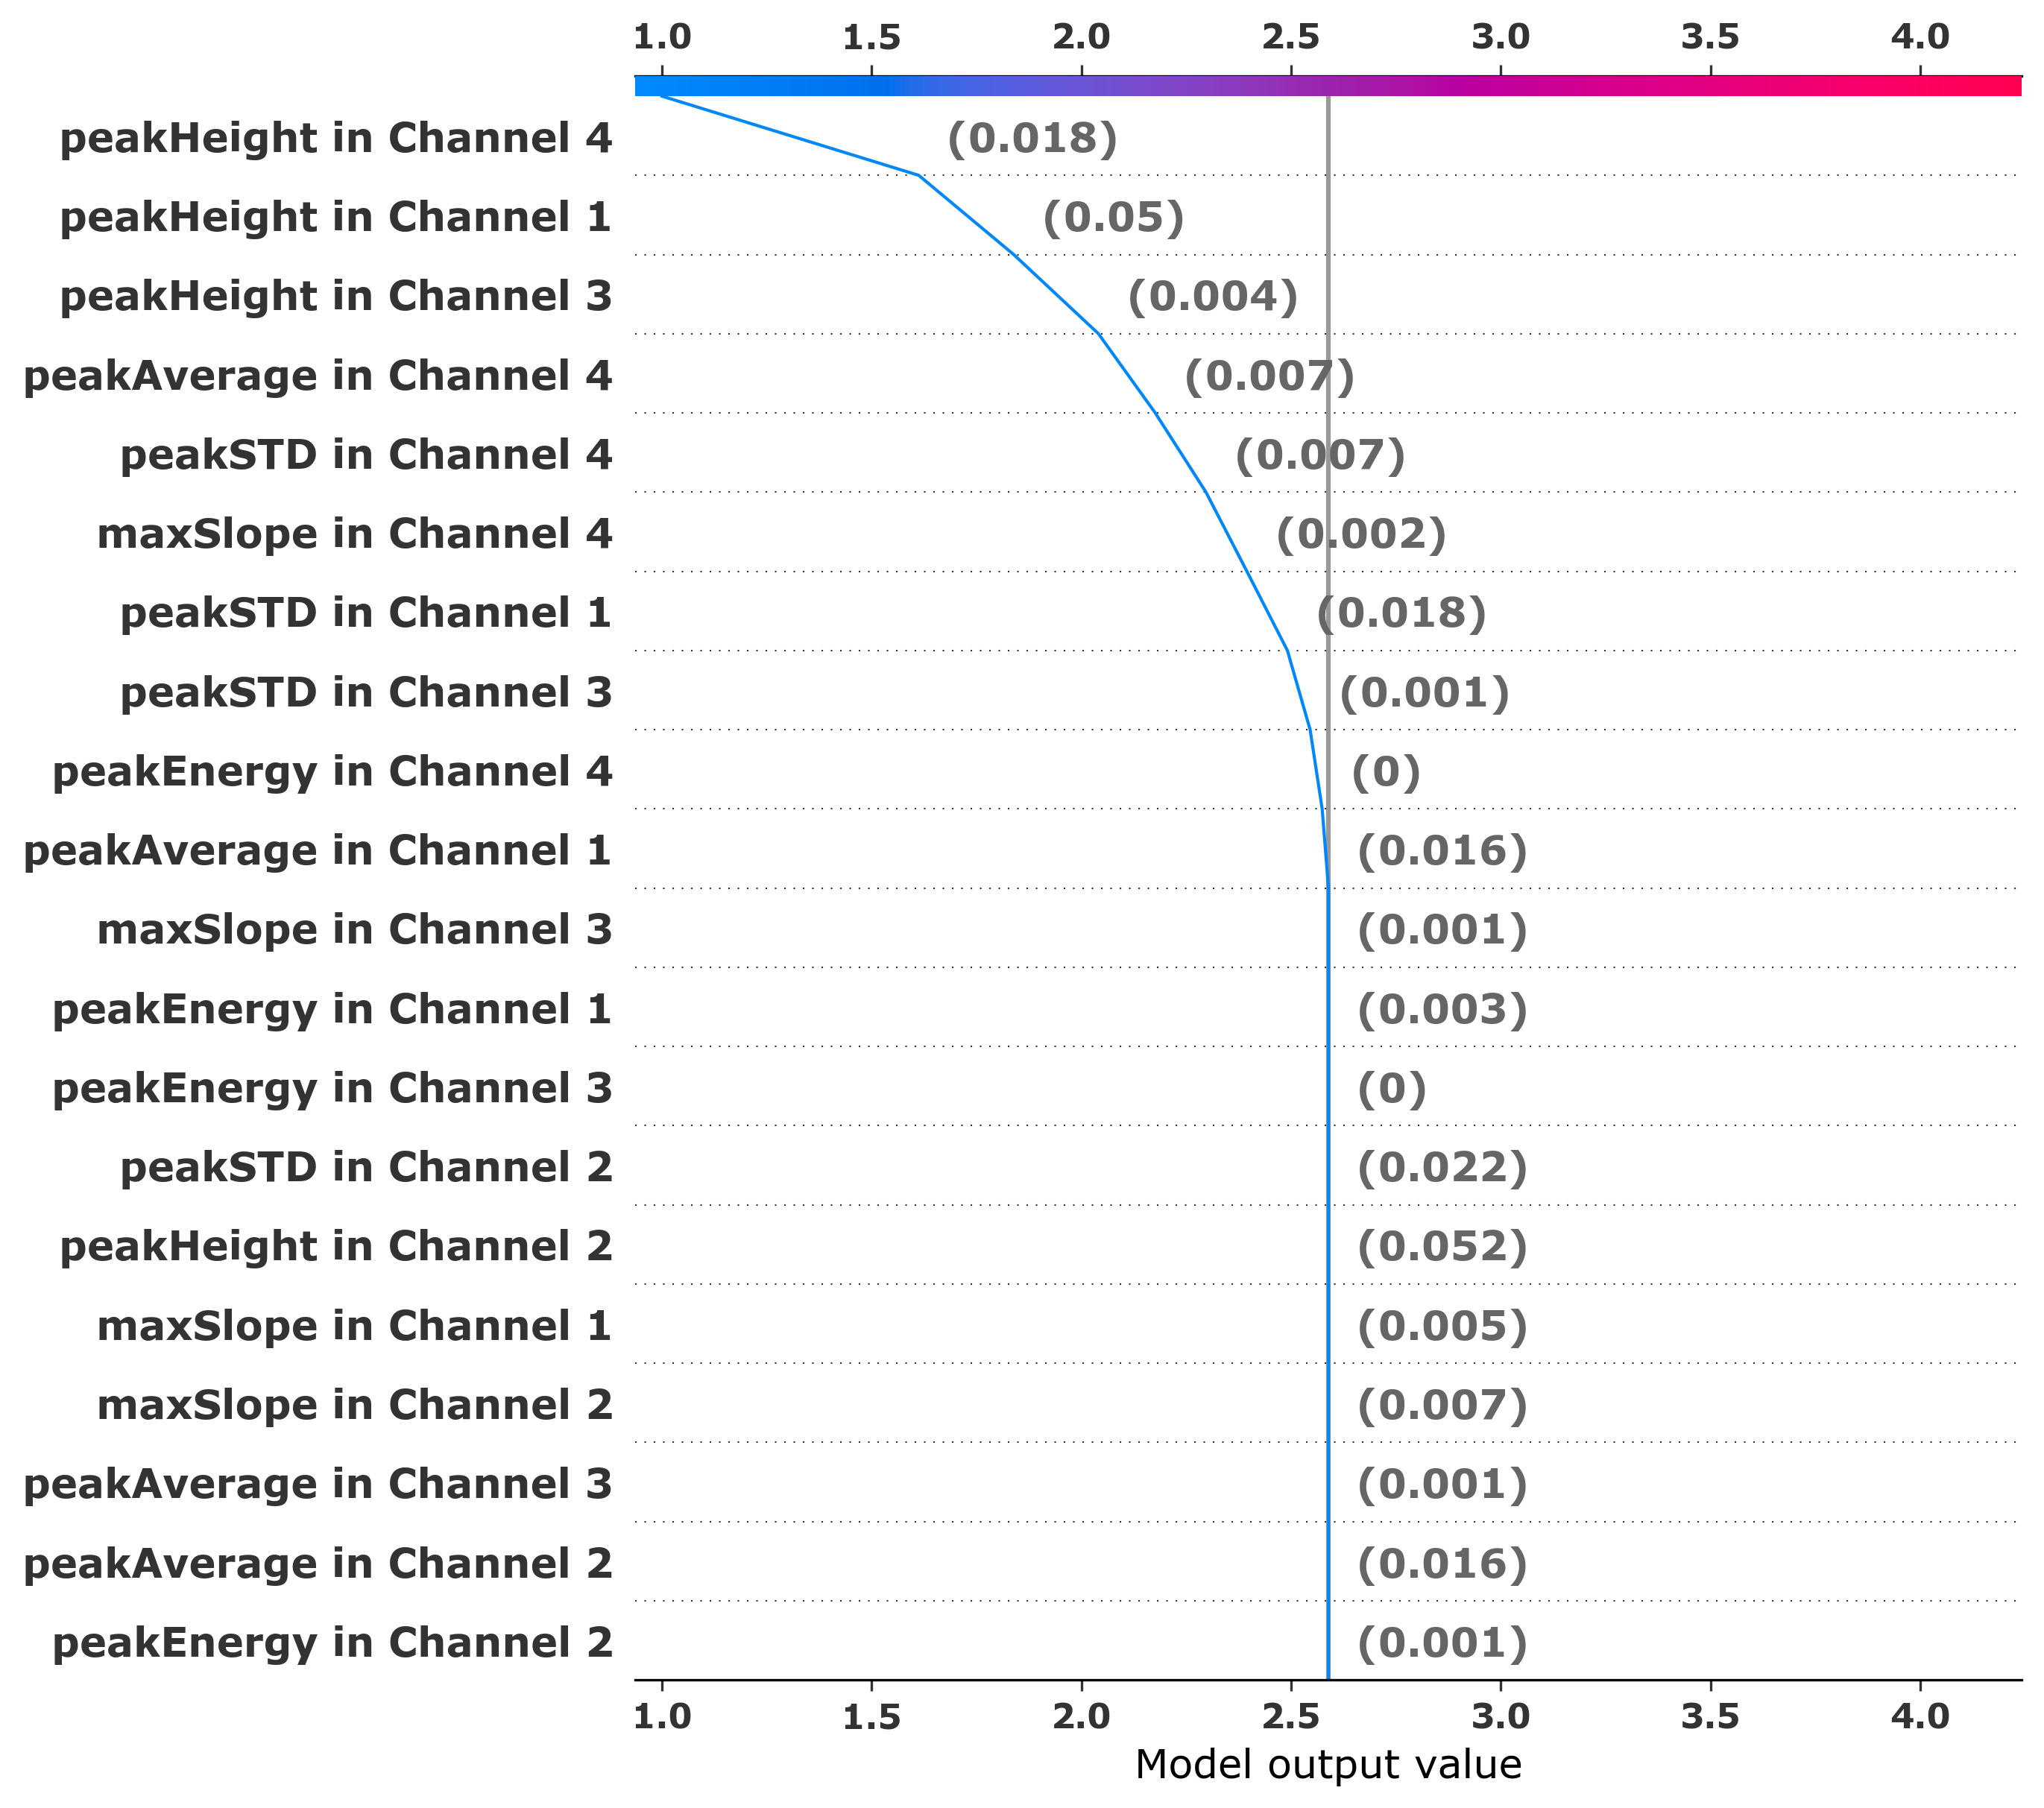 1.0 1.5 2.0 2.5 3.0 3.5 4.0
peakHeight in Channel 4 (0.018)
peakHeight in Channel 1 (0.05)
peakHeight in Channel 3 (0.004)
peakAverage in Channel 4 (0.007)
peakSTD in Channel 4 (0.007)
maxSlope in Channel 4 (0.002)
peakSTD in Channel 1 (0.018)
peakSTD in Channel 3 (0.001)
peakEnergy in Channel 4 (0)
peakAverage in Channel 1 (0.016)
maxSlope in Channel 3 (0.001)
peakEnergy in Channel 1 (0.003)
peakEnergy in Channel 3 (0)
peakSTD in Channel 2 (0.022)
peakHeight in Channel 2 (0.052)
maxSlope in Channel 1 (0.005)
maxSlope in Channel 2 (0.007)
peakAverage in Channel 3 (0.001)
peakAverage in Channel 2 (0.016)
peakEnergy in Channel 2 (0.001)
1.0 1.5 2.0 2.5 3.0 3.5 4.0
Model output value